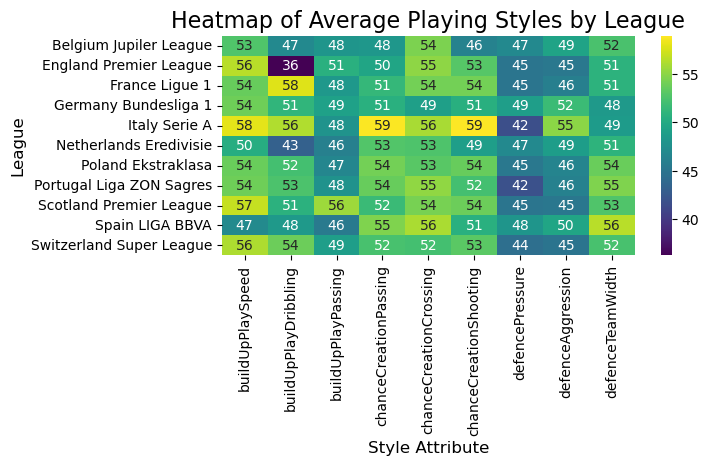 Heatmap of Average Playing Styles by League
League
Belgium Jupiler League 53 47 48 48 54 46 47 49 52
England Premier League 56 36 51 50 55 53 45 45 51
France Ligue 1 54 58 48 51 54 54 45 46 51
Germany Bundesliga 1 54 51 49 51 49 51 49 52 48
Italy Serie A 58 56 48 59 56 59 42 55 49
Netherlands Eredivisie 50 43 46 53 53 49 47 49 51
Poland Ekstraklasa 54 52 47 54 53 54 45 46 54
Portugal Liga ZON Sagres 54 53 48 54 55 52 42 46 55
Scotland Premier League 57 51 56 52 54 54 45 45 53
Spain LIGA BBVA 47 48 46 55 56 51 48 50 56
Switzerland Super League 56 54 49 52 52 53 44 45 52
buildUpPlaySpeed
buildUpPlayDribbling
buildUpPlayPassing
chanceCreationPassing
chanceCreationCrossing
chanceCreationShooting
defencePressure
defenceAggression
defenceTeamWidth
Style Attribute
55
50
45
40